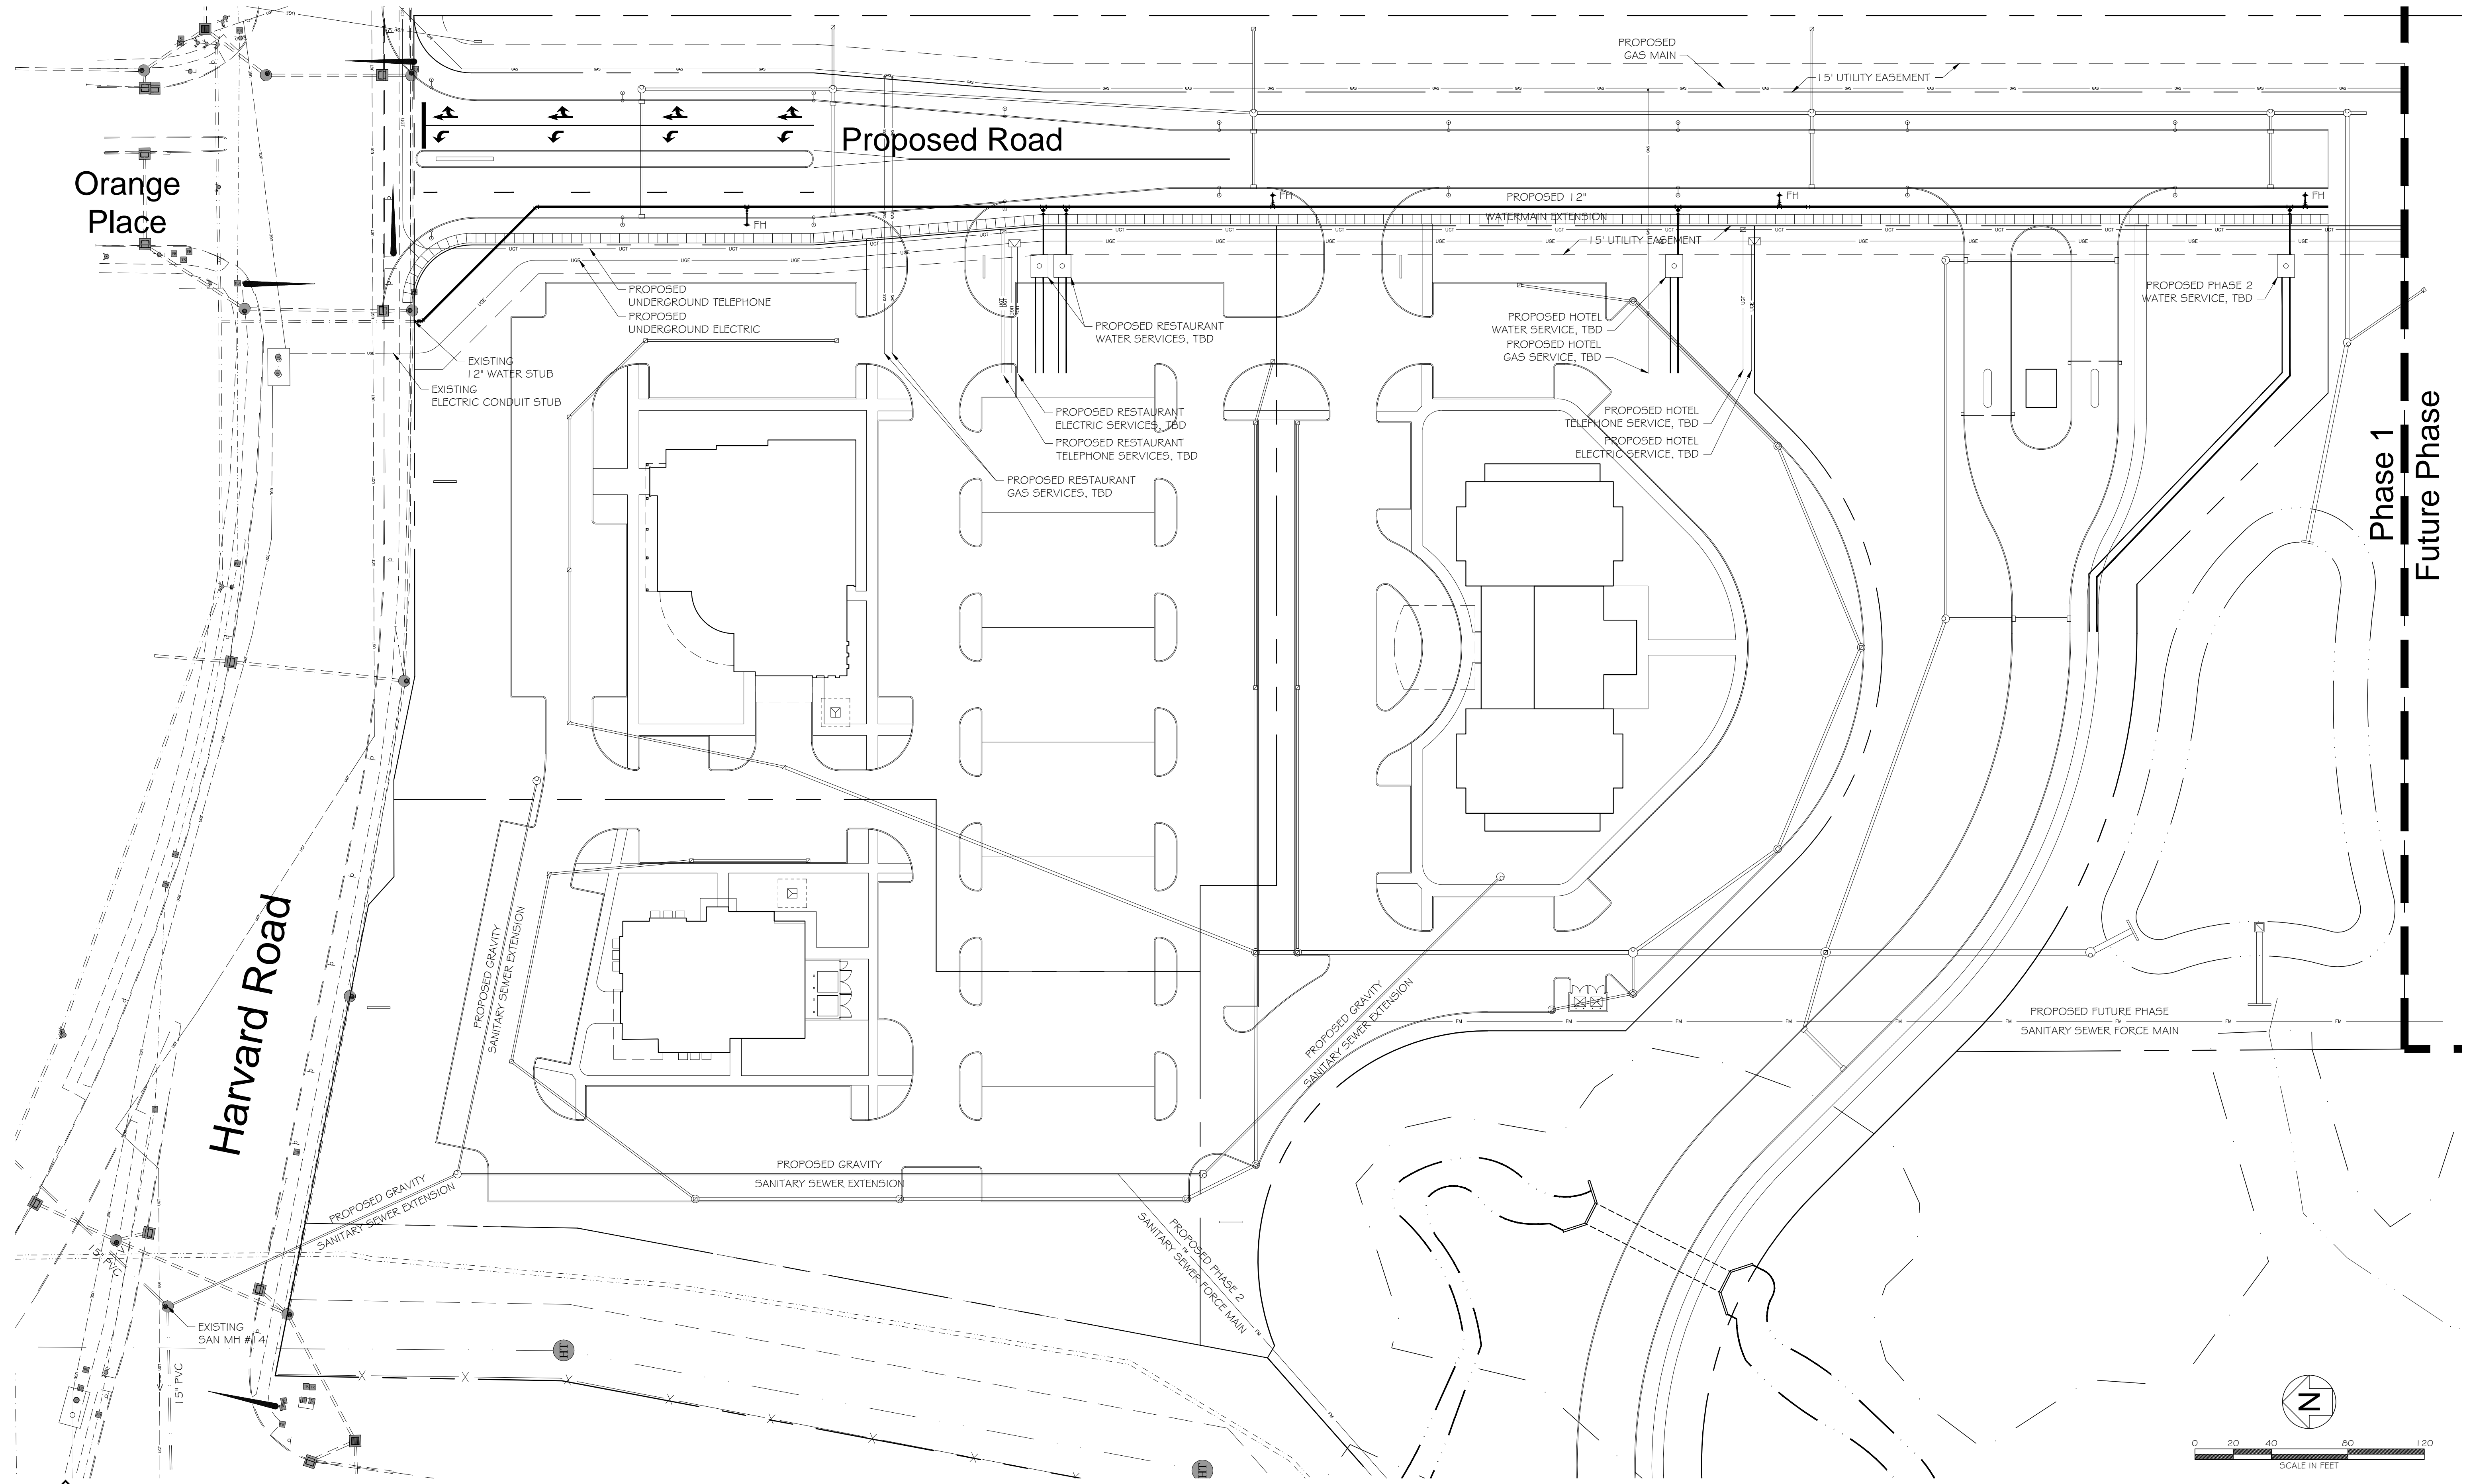 PROPOSED
GAS MAIN
15' UTILITY EASEMENT
Proposed Road
Orange
Place
FH
FH
FH
FH
PROPOSED 12"
WATERMAIN EXTENSION
15' UTILITY EASEMENT
PROPOSED
UNDERGROUND TELEPHONE
PROPOSED
UNDERGROUND ELECTRIC
EXISTING
12" WATER STUB
EXISTING
ELECTRIC CONDUIT STUB
PROPOSED RESTAURANT
WATER SERVICES, TBD
PROPOSED RESTAURANT
ELECTRIC SERVICES, TBD
PROPOSED RESTAURANT
TELEPHONE SERVICES, TBD
PROPOSED RESTAURANT
GAS SERVICES, TBD
PROPOSED HOTEL
WATER SERVICE, TBD
PROPOSED HOTEL
GAS SERVICE, TBD
PROPOSED HOTEL
TELEPHONE SERVICE, TBD
PROPOSED HOTEL
ELECTRIC SERVICE, TBD
PROPOSED PHASE 2
WATER SERVICE, TBD
Phase 1
Future Phase
Harvard Road
PROPOSED GRAVITY
SANITARY SEWER EXTENSION
PROPOSED GRAVITY
SANITARY SEWER EXTENSION
PROPOSED GRAVITY
SANITARY SEWER EXTENSION
PROPOSED GRAVITY
SANITARY SEWER EXTENSION
PROPOSED FUTURE PHASE
SANITARY SEWER FORCE MAIN
PROPOSED PHASE 2
SANITARY SEWER FORCE MAIN
15" PVC
EXISTING
SAN MH #14
15" PVC
HT
HT
N
0 20 40 80 120
SCALE IN FEET